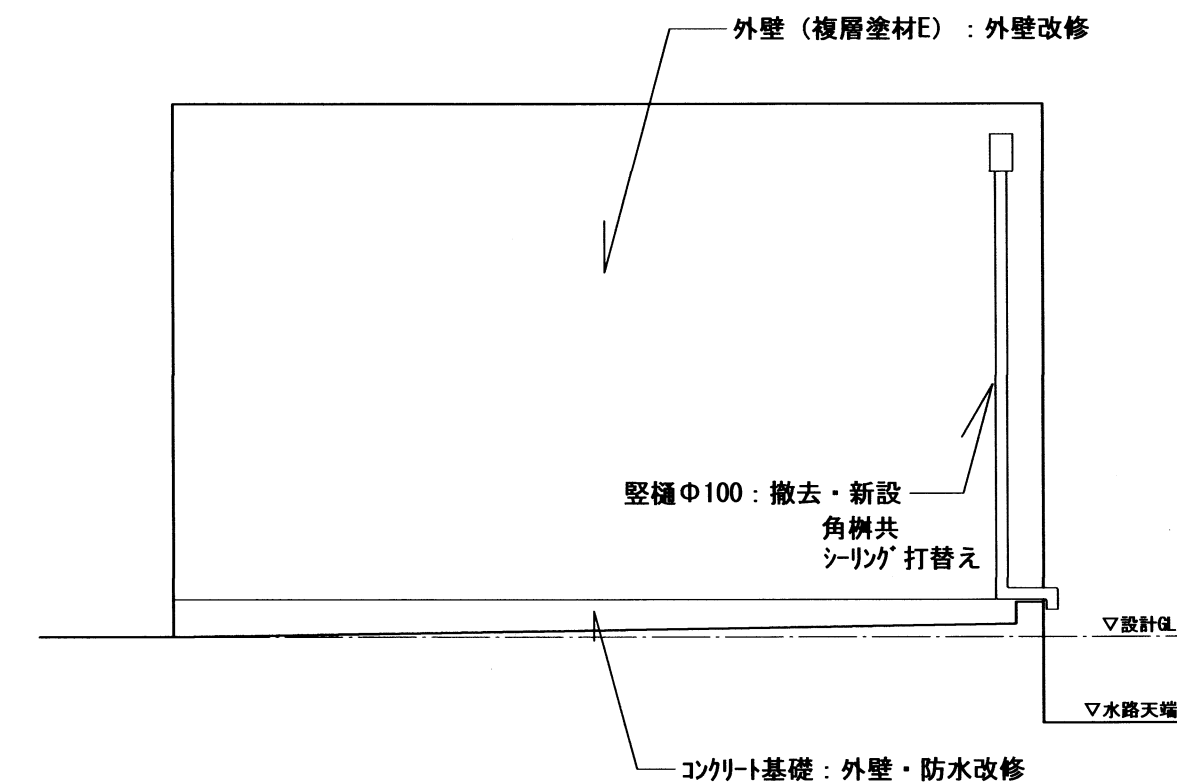 外壁（複層塗材E）：外壁改修
竪樋Φ100：撤去・新設
角桝共
ｼｰﾘﾝｸﾞ打替え
▽設計GL
▽水路天端
ｺﾝｸﾘｰﾄ基礎：外壁・防水改修